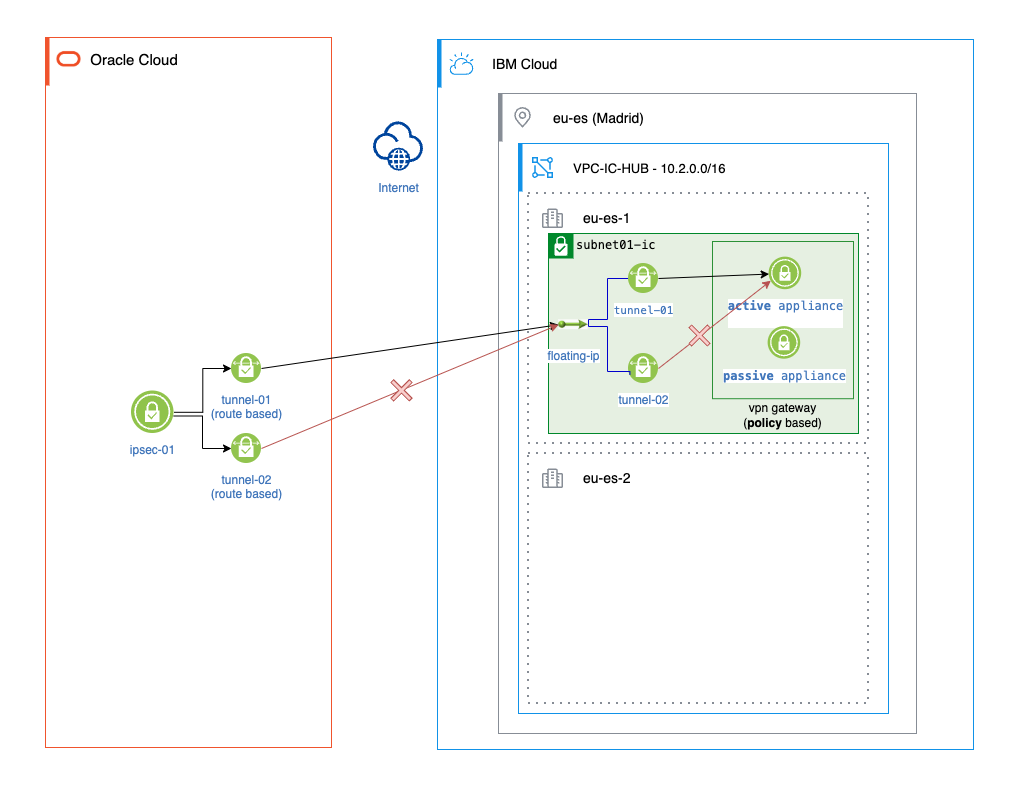 Oracle Cloud
IBM Cloud
eu-es (Madrid)
Internet
VPC-IC-HUB - 10.2.0.0/16
eu-es-1
subnet01-ic
tunnel-01
active appliance
floating-ip
passive appliance
tunnel-02
vpn gateway
(policy based)
tunnel-01
(route based)
ipsec-01
tunnel-02
(route based)
eu-es-2